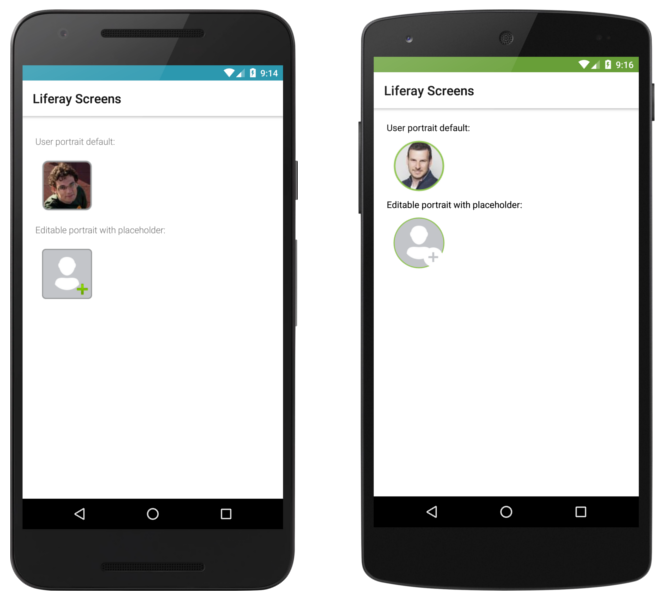 9:14
Liferay Screens
User portrait default:
Editable portrait with placeholder:
9:16
Liferay Screens
User portrait default:
Editable portrait with placeholder: